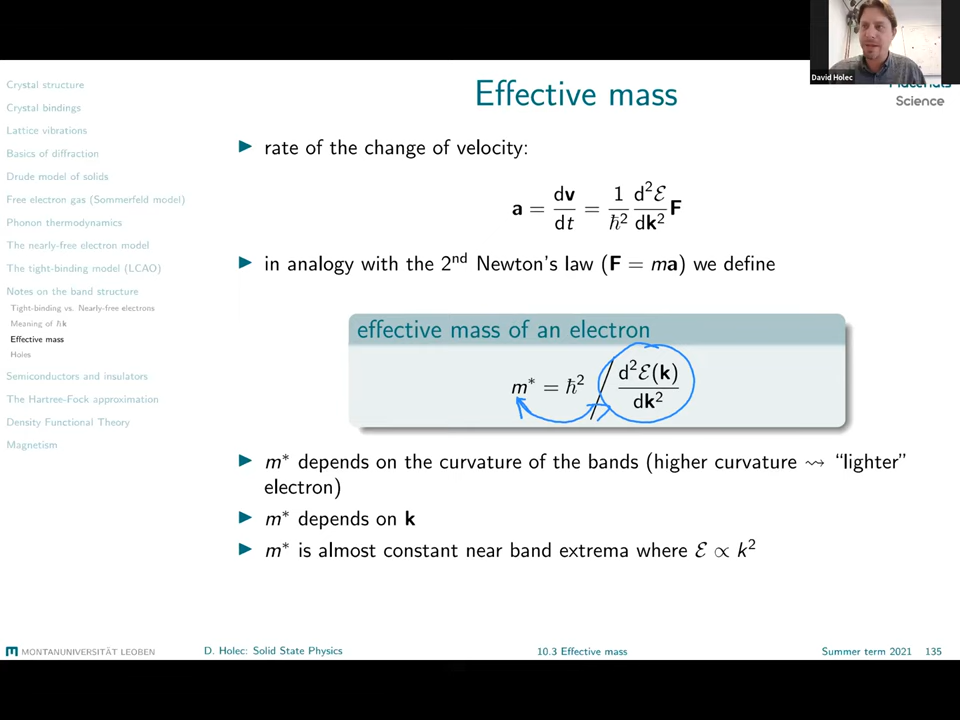 David Holec
Materials
Science
Crystal structure
Crystal bindings
Lattice vibrations
Basics of diffraction
Drude model of solids
Free electron gas (Sommerfeld model)
Phonon thermodynamics
The nearly-free electron model
The tight-binding model (LCAO)
Notes on the band structure
Tight-binding vs. Nearly-free electrons
Meaning of ℏk
Effective mass
Holes
Semiconductors and insulators
The Hartree-Fock approximation
Density Functional Theory
Magnetism
Effective mass
▶ rate of the change of velocity:
a = dv/dt = 1/ℏ² d²ℰ/dk² F
▶ in analogy with the 2nd Newton's law (F = ma) we define
effective mass of an electron
m* = ℏ² / d²ℰ(k)/dk²
▶ m* depends on the curvature of the bands (higher curvature ⇝ "lighter"
electron)
▶ m* depends on k
▶ m* is almost constant near band extrema where ℰ ∝ k²
MONTANUNIVERSITÄT LEOBEN
D. Holec: Solid State Physics
10.3 Effective mass
Summer term 2021 135